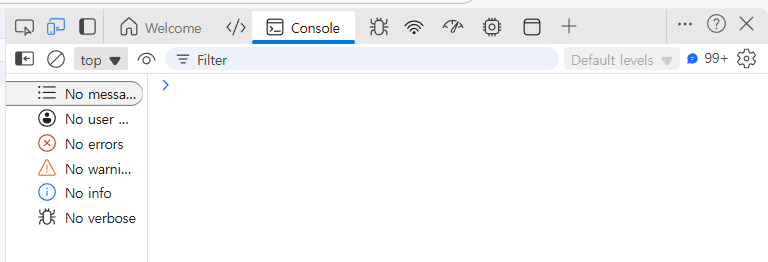 Welcome Console
top Filter Default levels 99+
No messa...
No user ...
No errors
No warni...
No info
No verbose